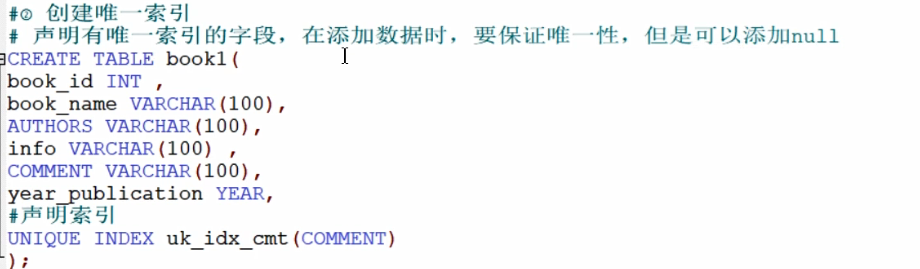 #② 创建唯一索引
# 声明有唯一索引的字段，在添加数据时，要保证唯一性，但是可以添加null
CREATE TABLE book1(
book_id INT ,
book_name VARCHAR(100),
AUTHORS VARCHAR(100),
info VARCHAR(100) ,
COMMENT VARCHAR(100),
year_publication YEAR,
#声明索引
UNIQUE INDEX uk_idx_cmt(COMMENT)
);